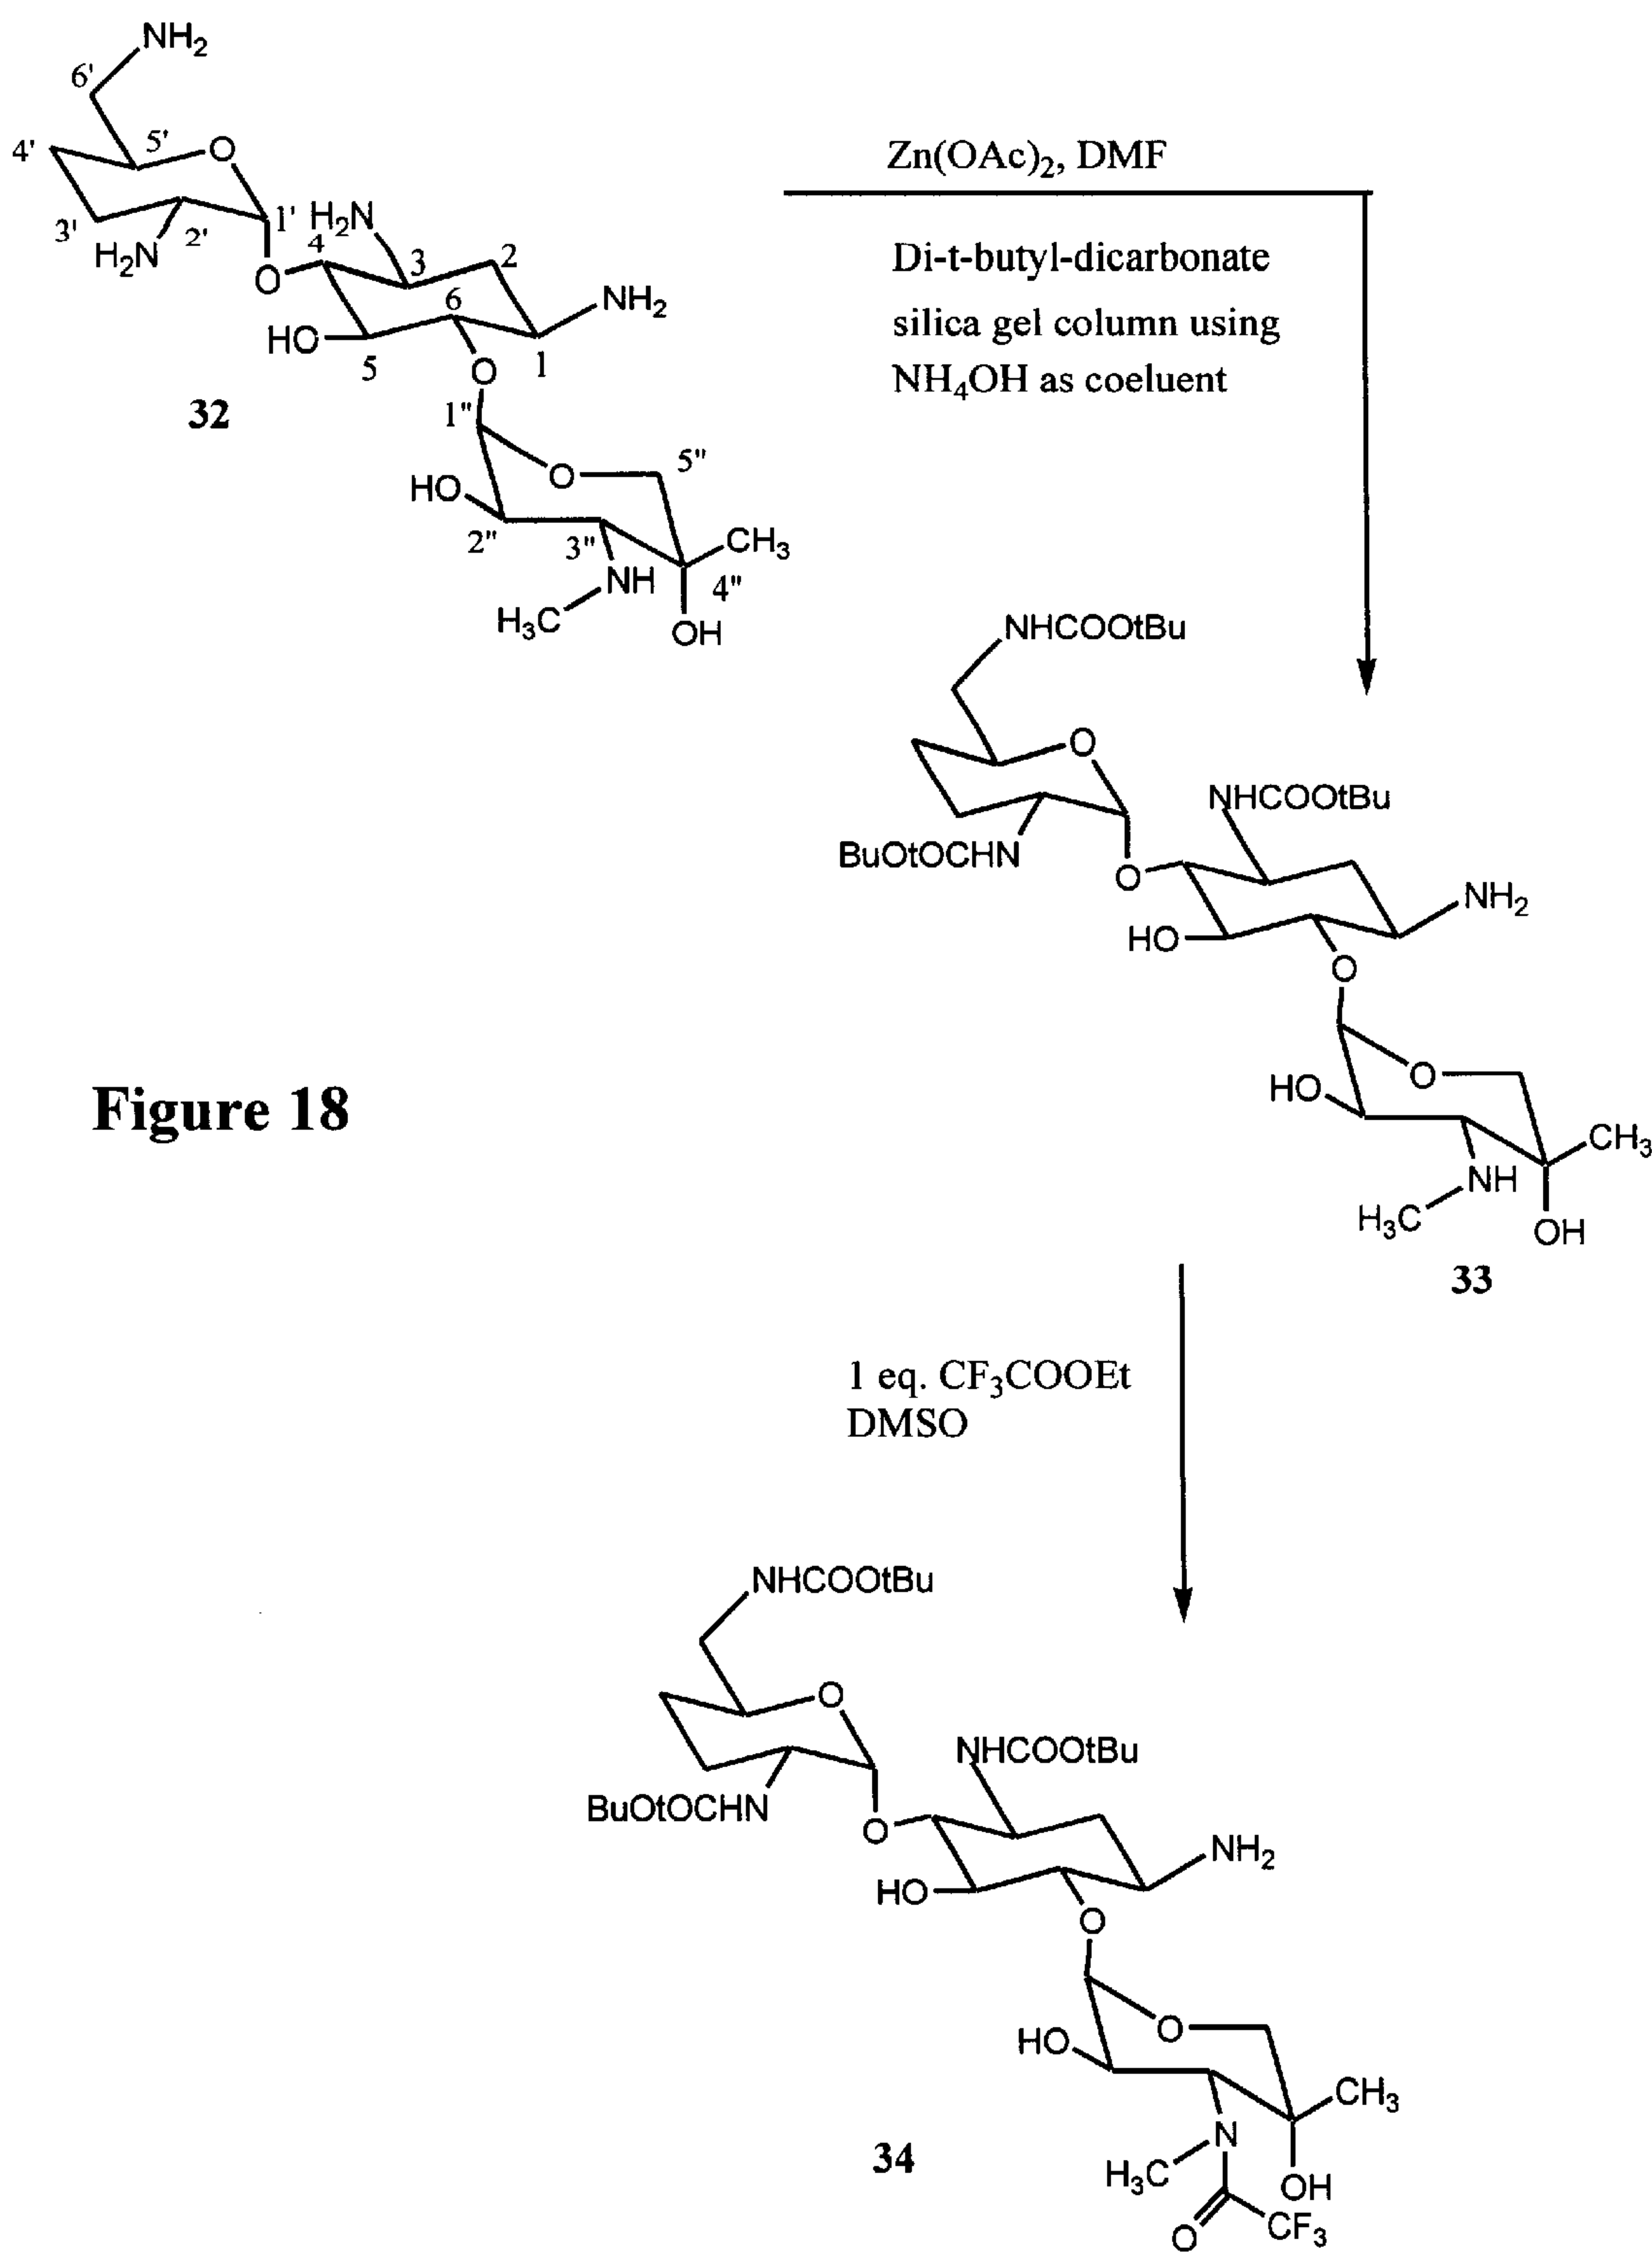 NH2
6'
4'
5'
O
3'
H2N
2'
1'
H2N
4
3
2
O
6
NH2
HO
5
1
O
32
1"
O
5"
HO
2"
3"
CH3
NH
4"
H3C
OH
Zn(OAc)2, DMF
Di-t-butyl-dicarbonate
silica gel column using
NH4OH as coeluent
NHCOOtBu
O
NHCOOtBu
BuOtOCHN
O
NH2
HO
O
O
HO
CH3
NH
H3C
OH
33
Figure 18
1 eq. CF3COOEt
DMSO
NHCOOtBu
O
NHCOOtBu
BuOtOCHN
O
NH2
HO
O
O
HO
CH3
N
34
H3C
OH
O
CF3